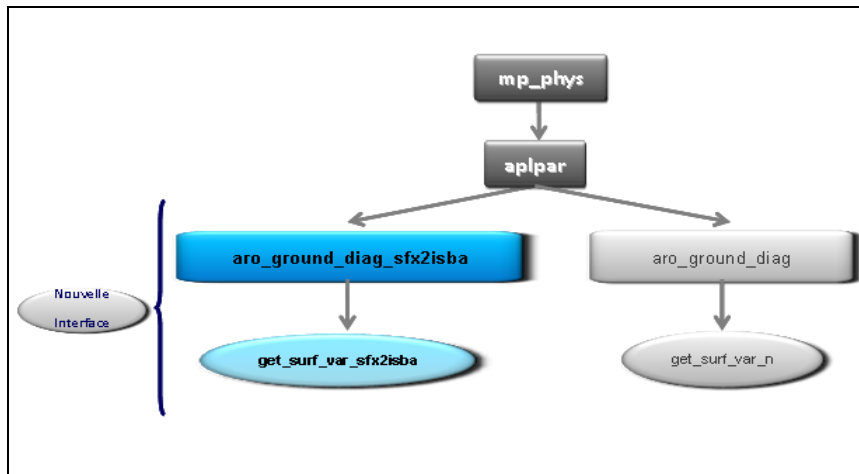 mp_phys
aplpar
aro_ground_diag_sfx2isba
aro_ground_diag
Nouvelle
Interface
get_surf_var_sfx2isba
get_surf_var_n